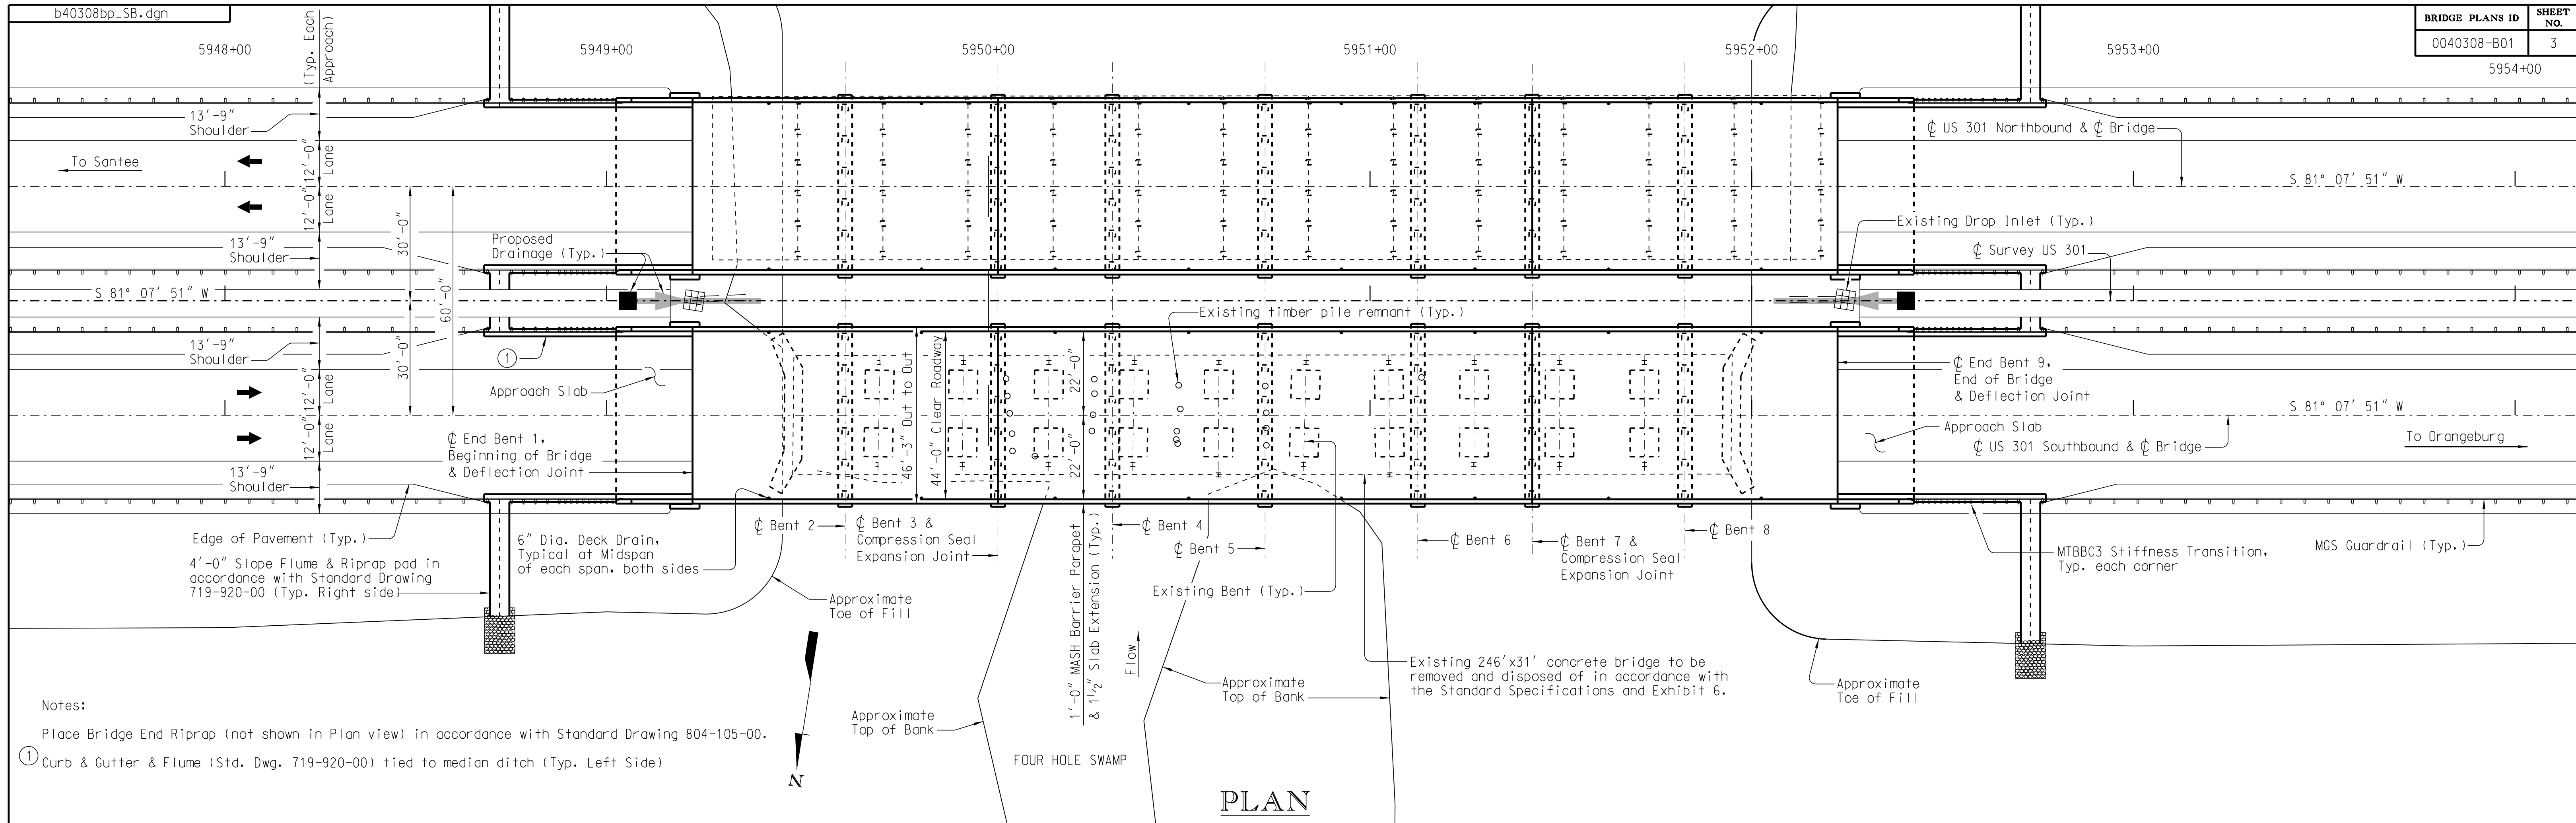 b40308bp_SB.dgn
BRIDGE PLANS ID
SHEET
NO.
0040308-B01
3
5948+00
5949+00
5950+00
5951+00
5952+00
5953+00
5954+00
(Typ. Each
Approach)
13'-9"
Shoulder
12'-0"
Lane
To Santee
12'-0"
Lane
13'-9"
Shoulder
30'-0"
60'-0"
30'-0"
S 81° 07' 51" W
Proposed
Drainage (Typ.)
℄ US 301 Northbound & ℄ Bridge
S 81° 07' 51" W
Existing Drop Inlet (Typ.)
℄ Survey US 301
13'-9"
Shoulder
12'-0"
Lane
12'-0"
Lane
13'-9"
Shoulder
1
Approach Slab
Existing timber pile remnant (Typ.)
46'-3" Out to Out
44'-0" Clear Roadway
22'-0"
22'-0"
℄ End Bent 1,
Beginning of Bridge
& Deflection Joint
℄ End Bent 9,
End of Bridge
& Deflection Joint
S 81° 07' 51" W
Approach Slab
℄ US 301 Southbound & ℄ Bridge
To Orangeburg
Edge of Pavement (Typ.)
4'-0" Slope Flume & Riprap pad in
accordance with Standard Drawing
719-920-00 (Typ. Right side)
6" Dia. Deck Drain,
Typical at Midspan
of each span, both sides
℄ Bent 2
℄ Bent 3 &
Compression Seal
Expansion Joint
℄ Bent 4
℄ Bent 5
℄ Bent 6
℄ Bent 7 &
Compression Seal
Expansion Joint
℄ Bent 8
MTBBC3 Stiffness Transition,
Typ. each corner
MGS Guardrail (Typ.)
Approximate
Toe of Fill
1'-0" MASH Barrier Parapet
& 1 1/2" Slab Extension (Typ.)
Existing Bent (Typ.)
Flow
Approximate
Top of Bank
Existing 246'x31' concrete bridge to be
removed and disposed of in accordance with
the Standard Specifications and Exhibit 6.
Approximate
Toe of Fill
Approximate
Top of Bank
Notes:
Place Bridge End Riprap (not shown in Plan view) in accordance with Standard Drawing 804-105-00.
1 Curb & Gutter & Flume (Std. Dwg. 719-920-00) tied to median ditch (Typ. Left Side)
N
FOUR HOLE SWAMP
PLAN